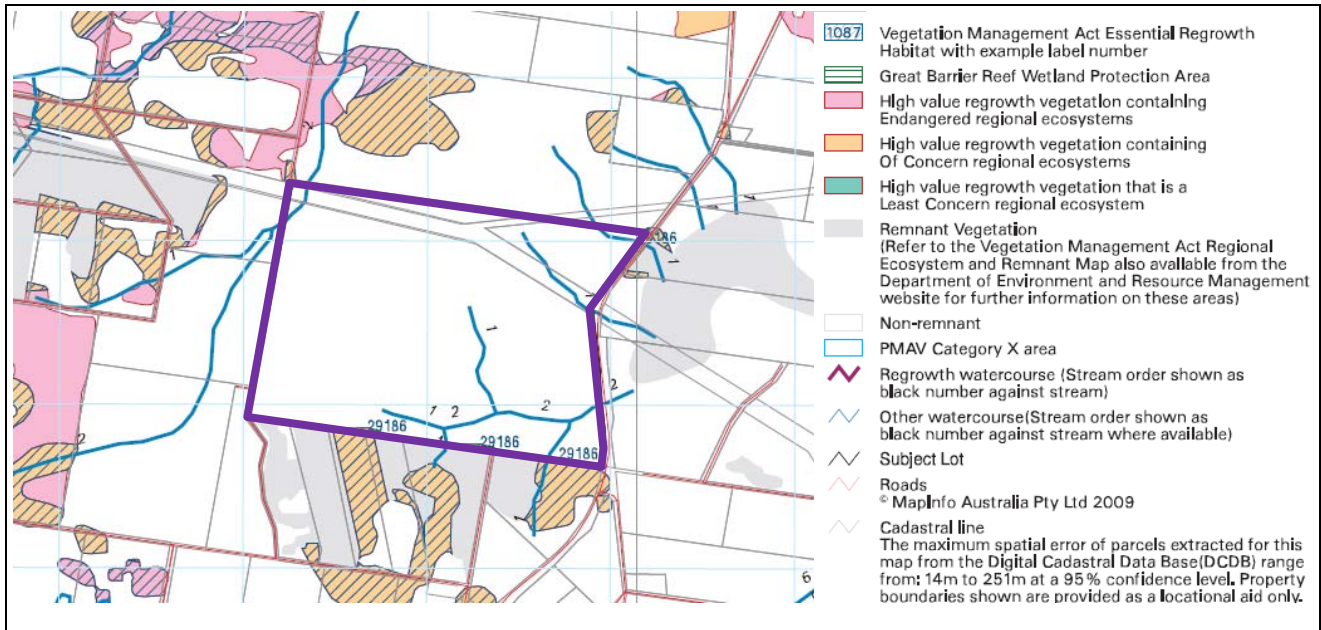 186
1
1
1
2
1
2
2
1
2
29186
29186
29186
1
1
6
1087
Vegetation Management Act Essential Regrowth
Habitat with example label number
Great Barrier Reef Wetland Protection Area
High value regrowth vegetation containing
Endangered regional ecosystems
High value regrowth vegetation containing
Of Concern regional ecosystems
High value regrowth vegetation that is a
Least Concern regional ecosystem
Remnant Vegetation
(Refer to the Vegetation Management Act Regional
Ecosystem and Remnant Map also available from the
Department of Environment and Resource Management
website for further information on these areas)
Non-remnant
PMAV Category X area
Regrowth watercourse (Stream order shown as
black number against stream)
Other watercourse(Stream order shown as
black number against stream where available)
Subject Lot
Roads
© MapInfo Australia Pty Ltd 2009
Cadastral line
The maximum spatial error of parcels extracted for this
map from the Digital Cadastral Data Base(DCDB) range
from: 14m to 251m at a 95% confidence level. Property
boundaries shown are provided as a locational aid only.